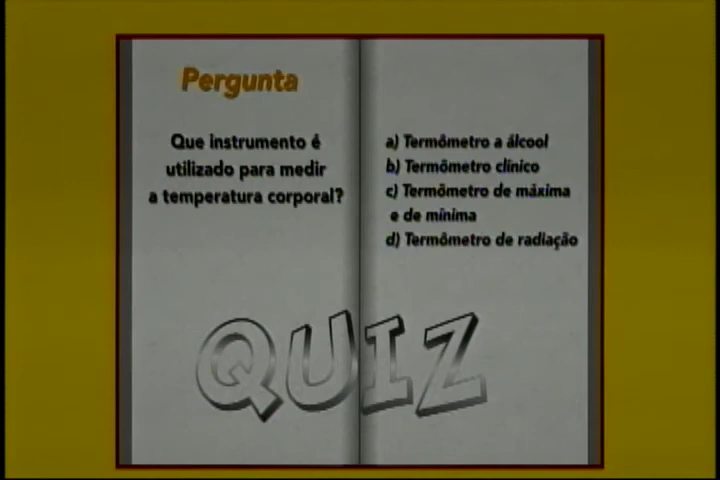 Pergunta
Que instrumento é
utilizado para medir
a temperatura corporal?
a) Termômetro a álcool
b) Termômetro clínico
c) Termômetro de máxima
e de mínima
d) Termômetro de radiação
QUIZ